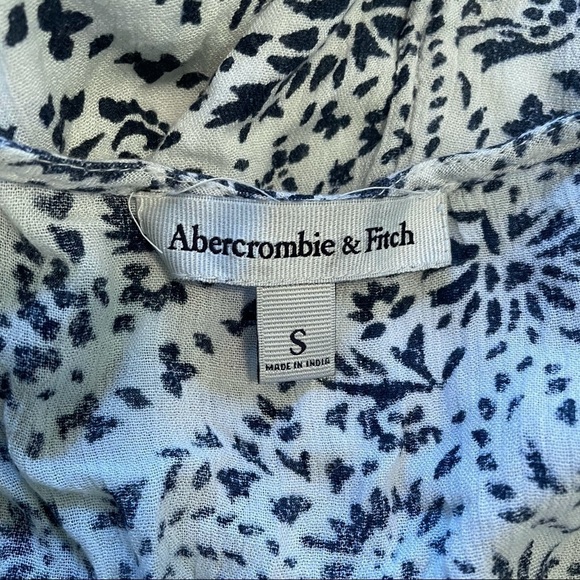 Abercrombie & Fitch
S
MADE IN INDIA